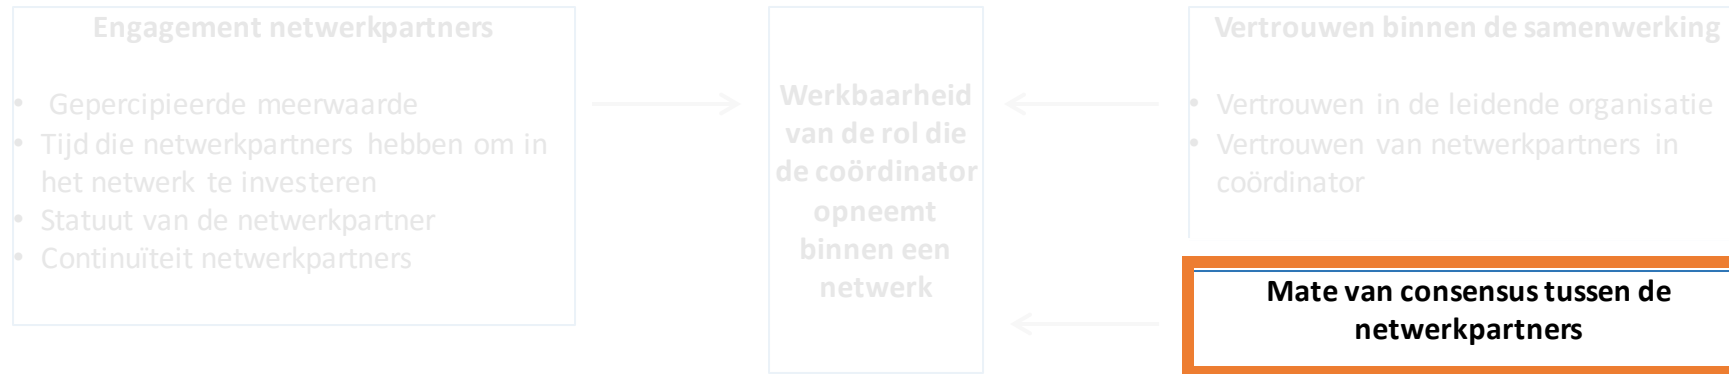 Engagement netwerkpartners
• Gepercipieerde meerwaarde
• Tijd die netwerkpartners hebben om in
het netwerk te investeren
• Statuut van de netwerkpartner
• Continuïteit netwerkpartners
Werkbaarheid
van de rol die
de coördinator
opneemt
binnen een
netwerk
Vertrouwen binnen de samenwerking
• Vertrouwen in de leidende organisatie
• Vertrouwen van netwerkpartners in
coördinator
Mate van consensus tussen de
netwerkpartners